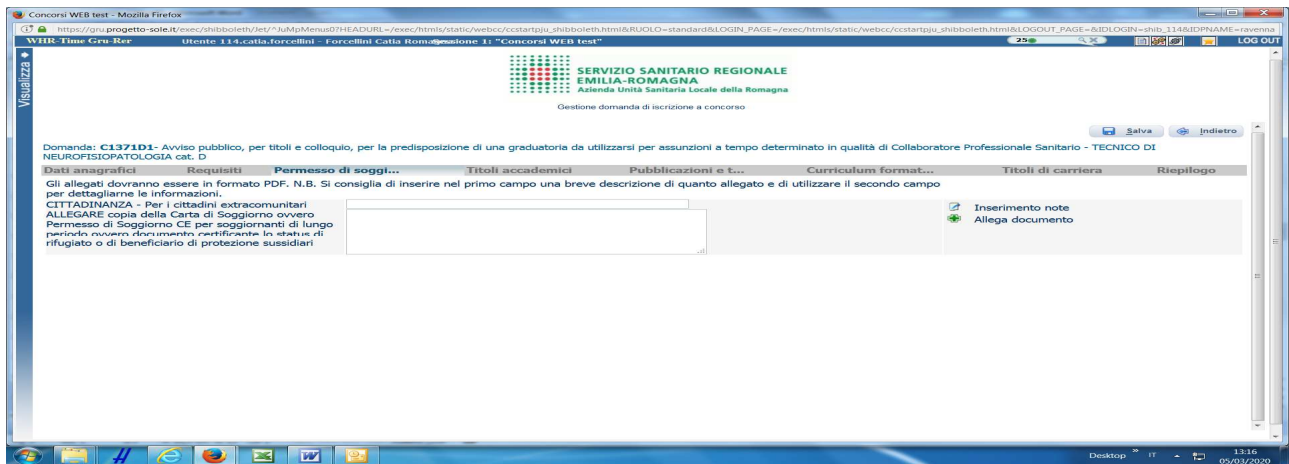 Concorsi WEB test - Mozilla Firefox
https://gru.progetto-sole.it/exec/shibboleth/Jet/^JuMpMenus0?HEADURL=/exec/htmls/static/webcc/ccstartpju_shibboleth.html&RUOLO=standard&LOGIN_PAGE=/exec/htmls/static/webcc/ccstartpju_shibboleth.html&LOGOUT_PAGE=&IDLOGIN=shib_114&IDPNAME=ravenna
WHR-Time Gru-Rer Utente 114.catia.forcellini - Forcellini Catia Sessione 1: "Concorsi WEB test" 25 LOG OUT
Visualizza
SERVIZIO SANITARIO REGIONALE
EMILIA-ROMAGNA
Azienda Unità Sanitaria Locale della Romagna
Gestione domanda di iscrizione a concorso
Salva Indietro
Domanda: C1371D1- Avviso pubblico, per titoli e colloquio, per la predisposizione di una graduatoria da utilizzarsi per assunzioni a tempo determinato in qualità di Collaboratore Professionale Sanitario - TECNICO DI
NEUROFISIOPATOLOGIA cat. D
Dati anagrafici Requisiti Permesso di soggi... Titoli accademici Pubblicazioni e t... Curriculum format... Titoli di carriera Riepilogo
Gli allegati dovranno essere in formato PDF. N.B. Si consiglia di inserire nel primo campo una breve descrizione di quanto allegato e di utilizzare il secondo campo
per dettagliarne le informazioni.
CITTADINANZA - Per i cittadini extracomunitari
ALLEGARE copia della Carta di Soggiorno ovvero
Permesso di Soggiorno CE per soggiornanti di lungo
periodo ovvero documento certificante lo status di
rifugiato o di beneficiario di protezione sussidiari
Inserimento note
Allega documento
Desktop IT 13:16
05/03/2020